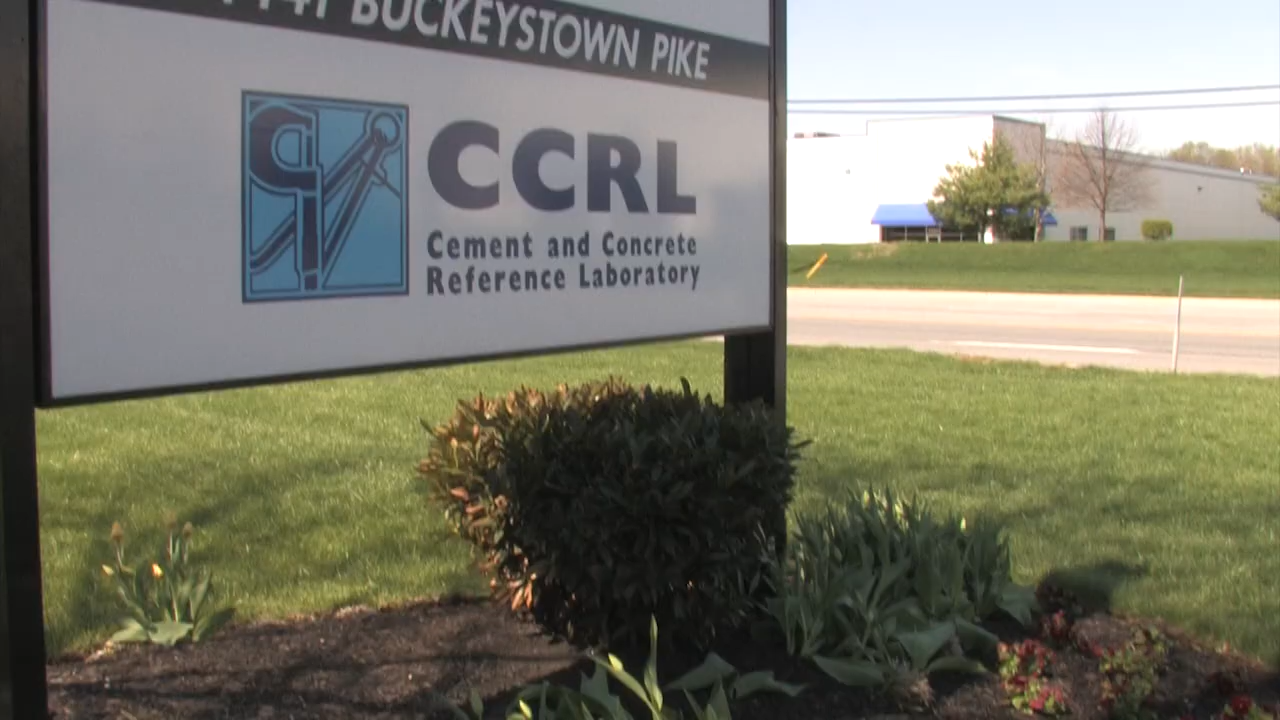 BUCKEYSTOWN PIKE
CCRL
Cement and Concrete
Reference Laboratory